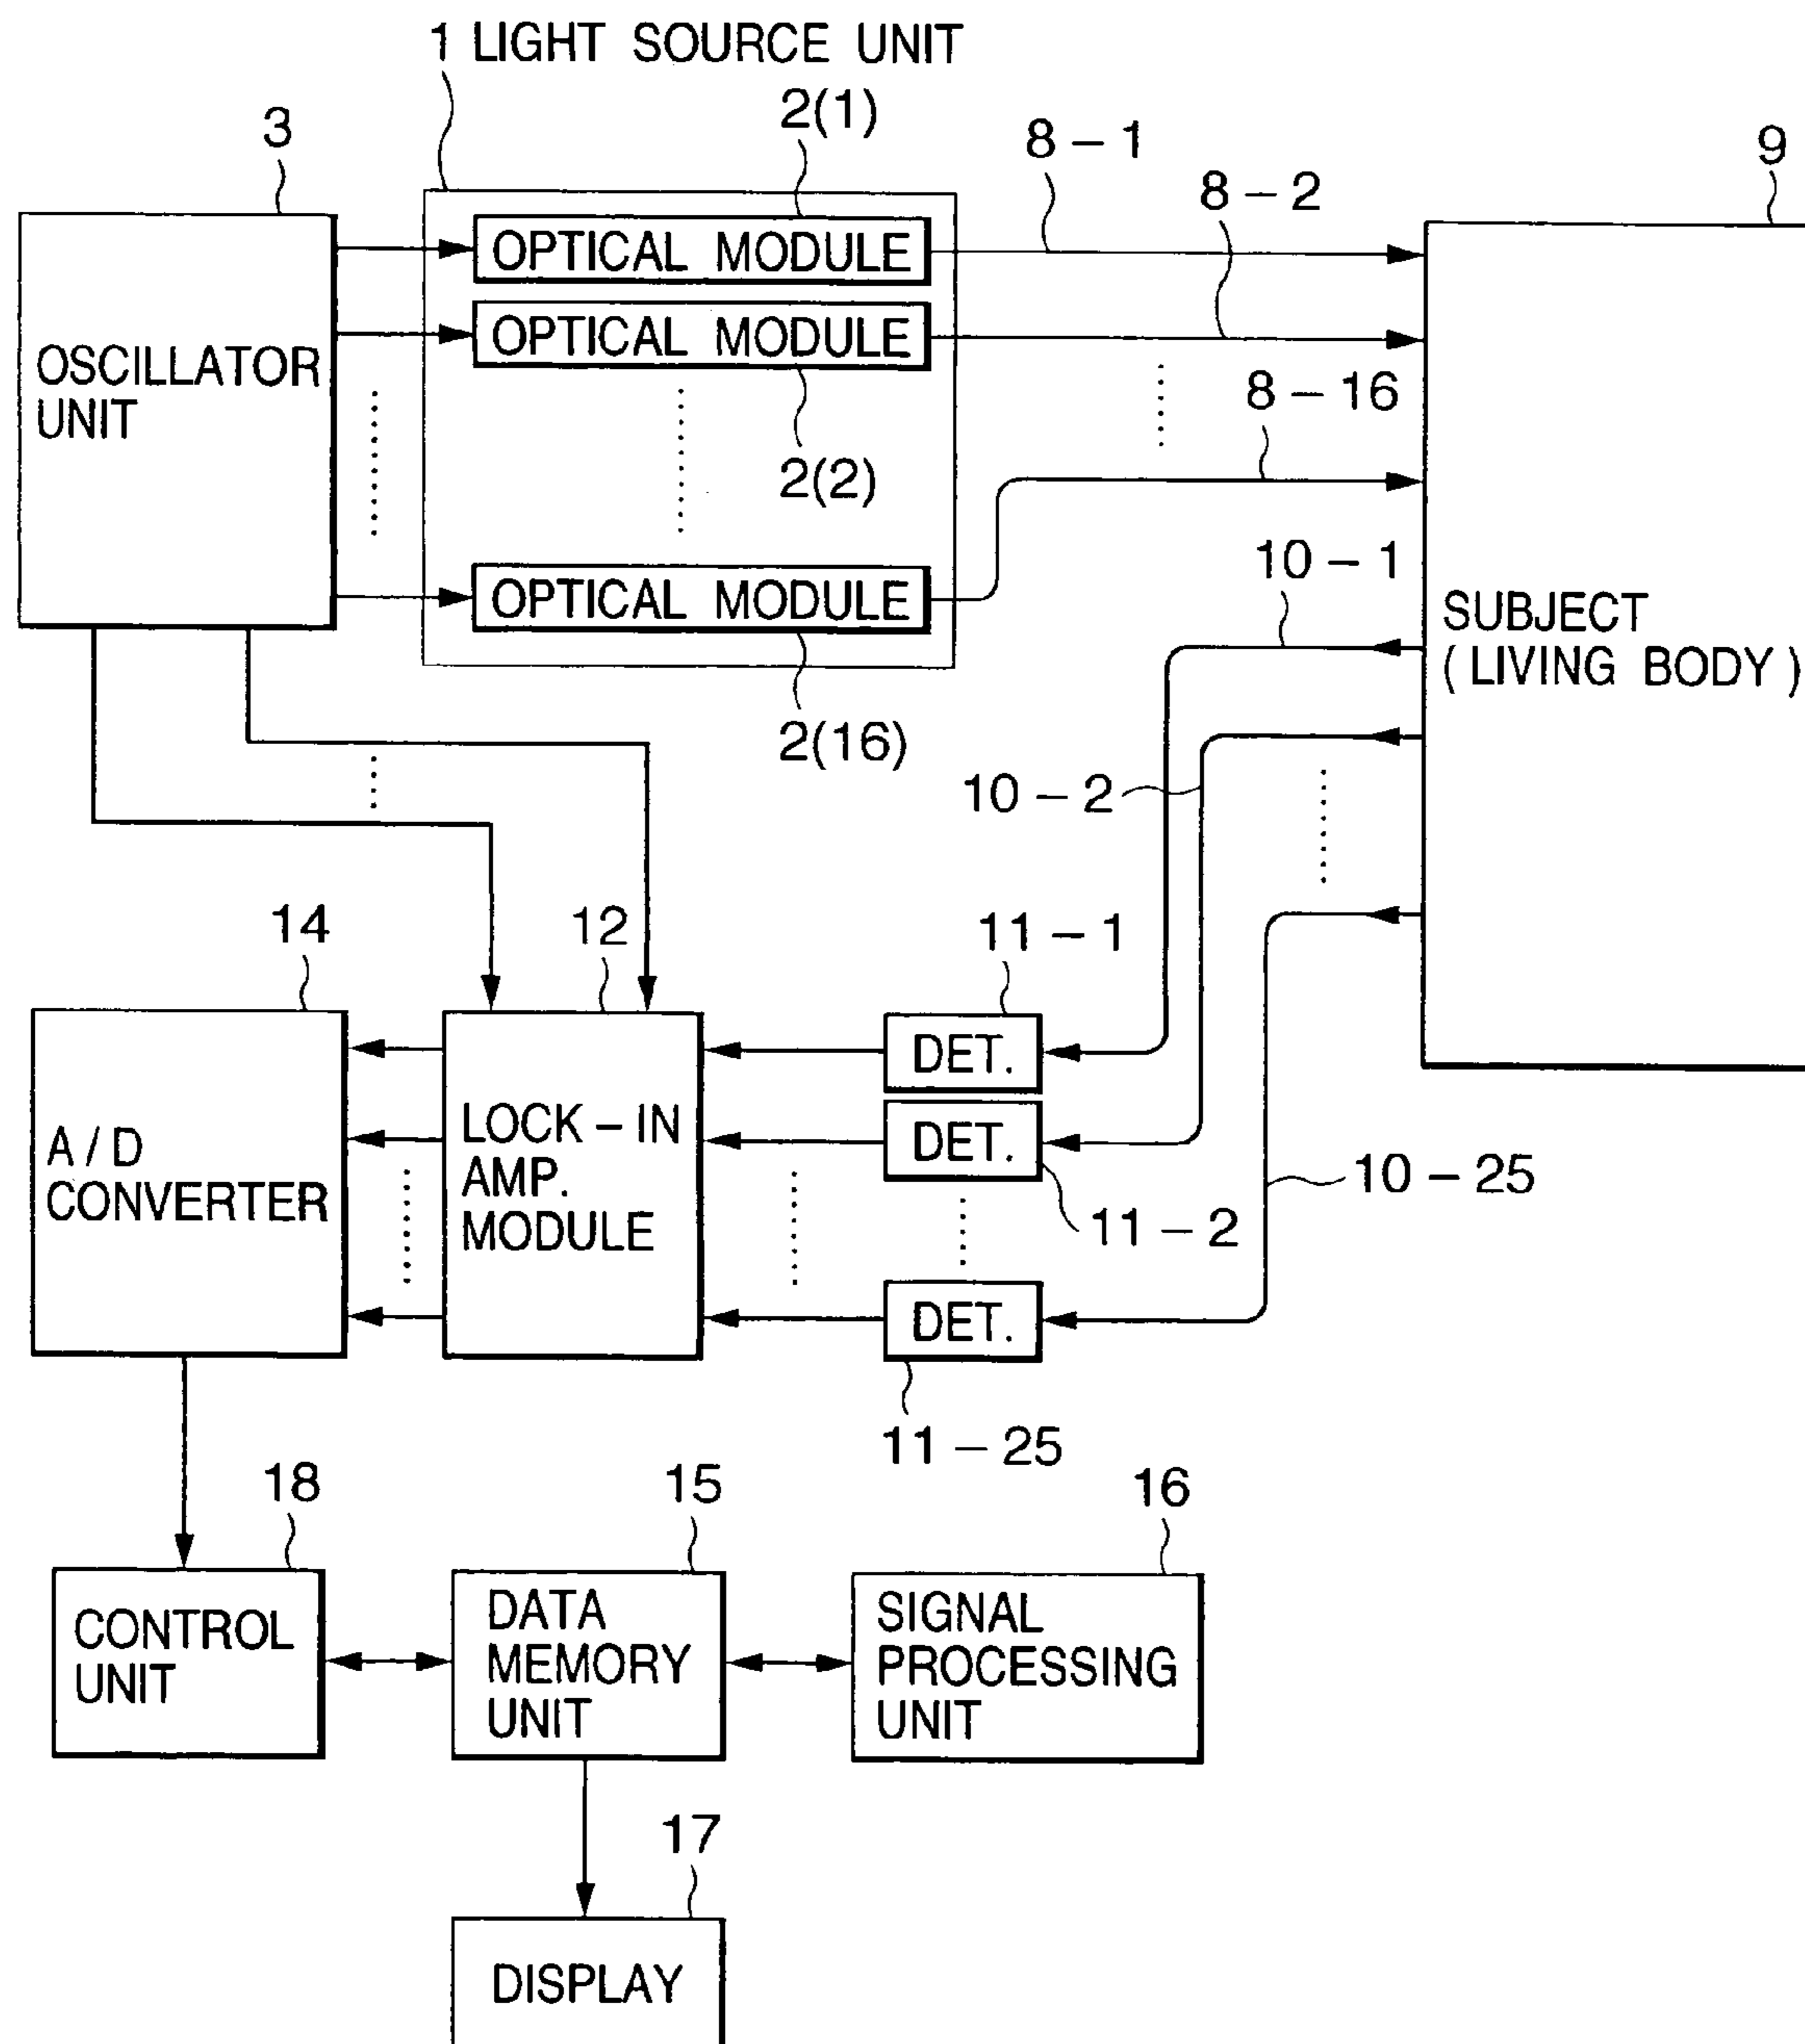 1 LIGHT SOURCE UNIT
2(1)
3
8 – 1
9
8 – 2
OPTICAL MODULE
OPTICAL MODULE
OSCILLATOR
UNIT
8 – 16
2(2)
10 – 1
OPTICAL MODULE
SUBJECT
( LIVING BODY )
2(16)
10 – 2
14
12
11 – 1
DET.
LOCK – IN
AMP.
MODULE
DET.
A / D
CONVERTER
10 – 25
11 – 2
DET.
11 – 25
18
15
16
CONTROL
UNIT
DATA
MEMORY
UNIT
SIGNAL
PROCESSING
UNIT
17
DISPLAY